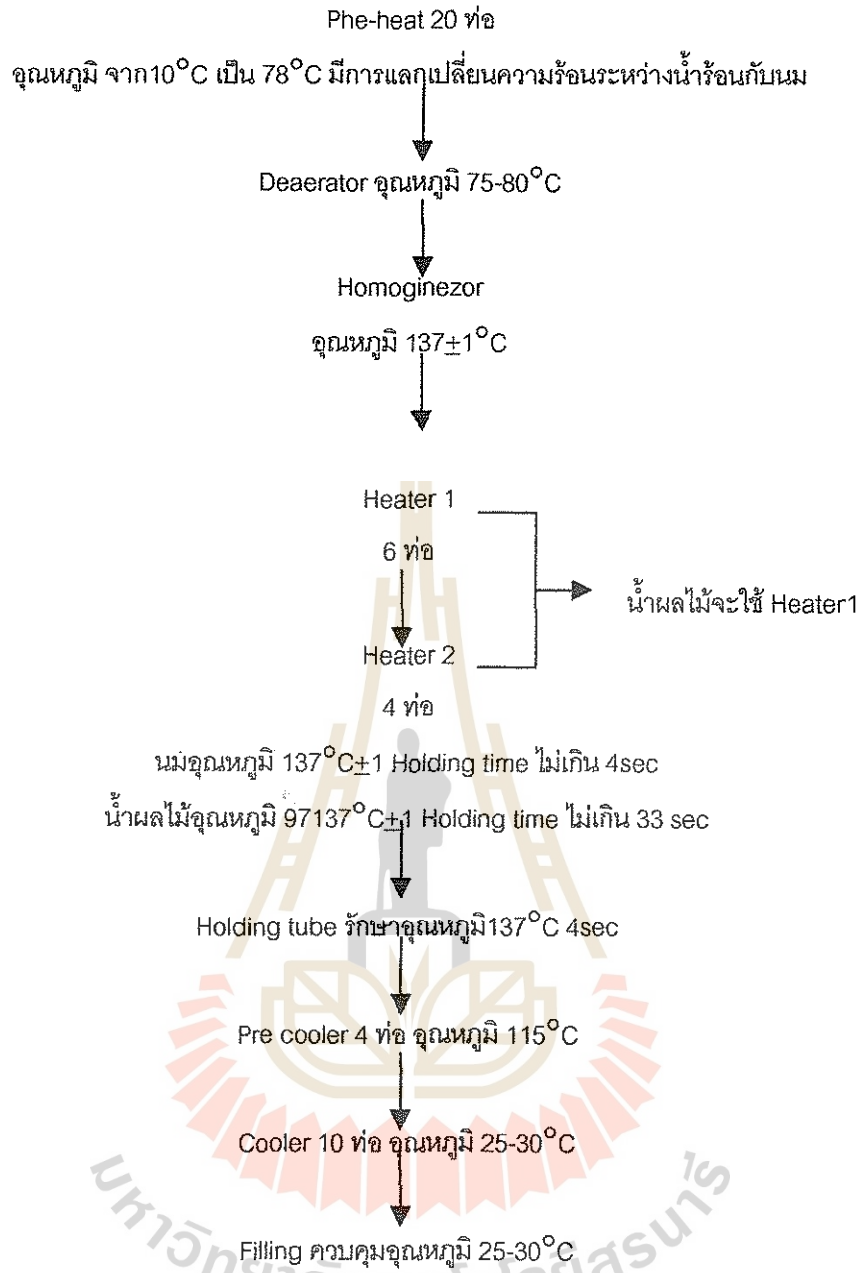 Phe-heat 20 ท่อ
อุณหภูมิ จาก10°C เป็น 78°C มีการแลกเปลี่ยนความร้อนระหว่างน้ำร้อนกับนม
Deaerator อุณหภูมิ 75-80°C
Homoginezor
อุณหภูมิ 137±1°C
Heater 1
6 ท่อ
น้ำผลไม้จะใช้ Heater1
Heater 2
4 ท่อ
นมอุณหภูมิ 137°C±1 Holding time ไม่เกิน 4sec
น้ำผลไม้อุณหภูมิ 97137°C±1 Holding time ไม่เกิน 33 sec
Holding tube รักษาอุณหภูมิ137°C 4sec
Pre cooler 4 ท่อ อุณหภูมิ 115°C
Cooler 10 ท่อ อุณหภูมิ 25-30°C
Filling ควบคุมอุณหภูมิ 25-30°C